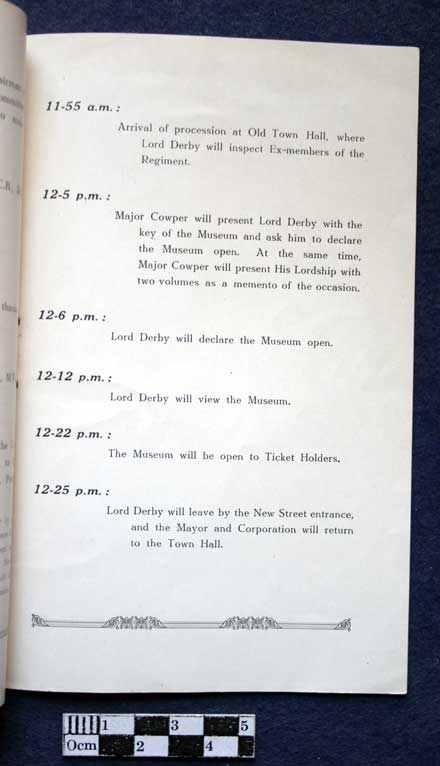 11-55 a.m. :
Arrival of procession at Old Town Hall, where
Lord Derby will inspect Ex-members of the
Regiment.
12-5 p.m. :
Major Cowper will present Lord Derby with the
key of the Museum and ask him to declare
the Museum open. At the same time,
Major Cowper will present His Lordship with
two volumes as a memento of the occasion.
12-6 p.m. :
Lord Derby will declare the Museum open.
12-12 p.m. :
Lord Derby will view the Museum.
12-22 p.m. :
The Museum will be open to Ticket Holders.
12-25 p.m. :
Lord Derby will leave by the New Street entrance,
and the Mayor and Corporation will return
to the Town Hall.
1 3 5
0cm 2 4